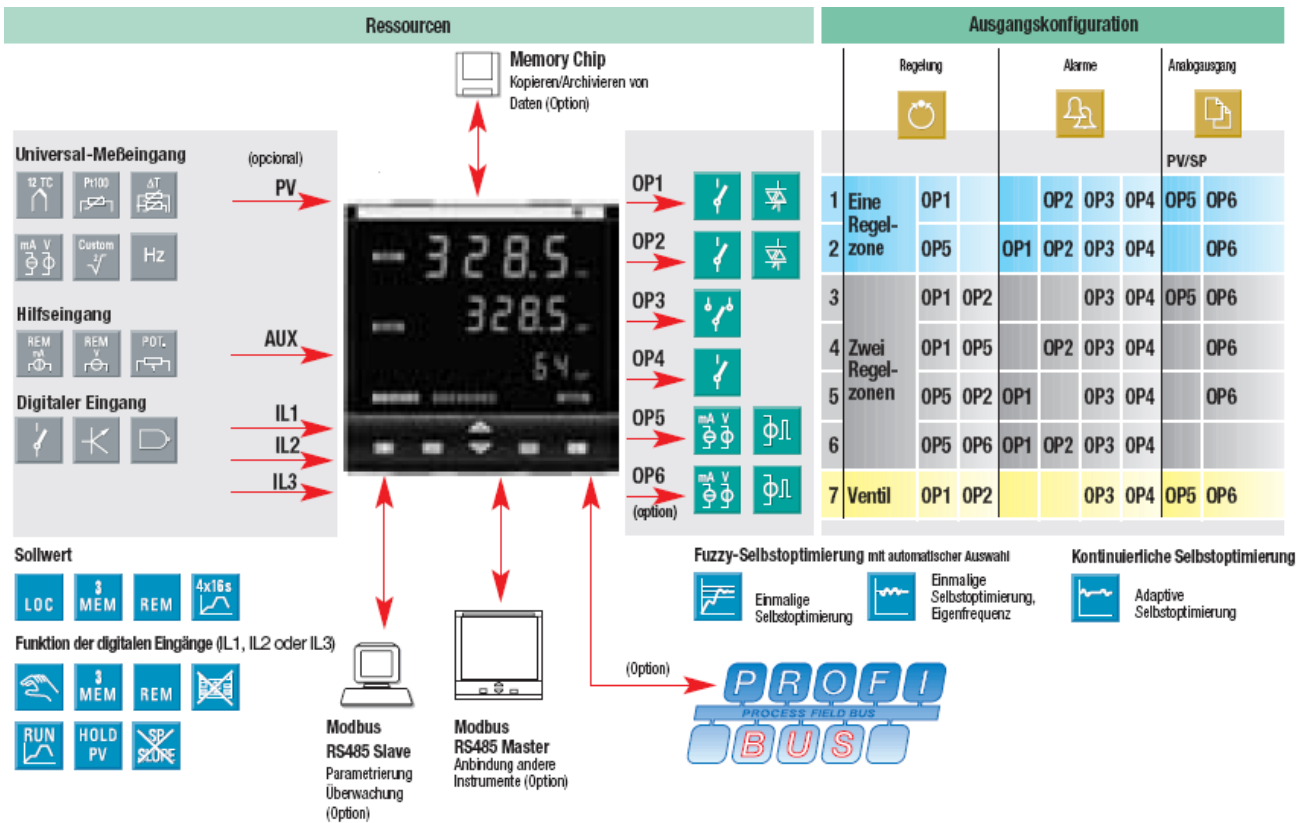 Ressourcen
Memory Chip
Kopieren/Archivieren von
Daten (Option)
Universal-Meßeingang
(opcional)
12 TC
Pt100
ΔT
PV
mA V
Custom
Hz
Hilfseingang
REM
mA
REM
V
POT.
AUX
Digitaler Eingang
IL1
IL2
IL3
328.5
328.5
64
OP1
OP2
OP3
OP4
OP5
mA V
OP6
(option)
mA V
Sollwert
LOC
3
MEM
REM
4x16s
Funktion der digitalen Eingänge (IL1, IL2 oder IL3)
3
MEM
REM
RUN
HOLD
PV
SP
SLOPE
Modbus
RS485 Slave
Parametrierung
Überwachung
(Option)
Modbus
RS485 Master
Anbindung andere
Instrumente (Option)
(Option)
PROFI
PROCESS FIELD BUS
BUS
Ausgangskonfiguration
Regelung Alarme Analogausgang
PV/SP
1 Eine Regel- OP1 OP2 OP3 OP4 OP5 OP6
2 zone OP5 OP1 OP2 OP3 OP4 OP6
3 OP1 OP2 OP3 OP4 OP5 OP6
4 Zwei Regel- OP1 OP5 OP2 OP3 OP4 OP6
5 zonen OP5 OP2 OP1 OP3 OP4 OP6
6 OP5 OP6 OP1 OP2 OP3 OP4
7 Ventil OP1 OP2 OP3 OP4 OP5 OP6
Fuzzy-Selbstoptimierung mit automatischer Auswahl
Einmalige
Selbstoptimierung
Einmalige
Selbstoptimierung,
Eigenfrequenz
Kontinuierliche Selbstoptimierung
Adaptive
Selbstoptimierung